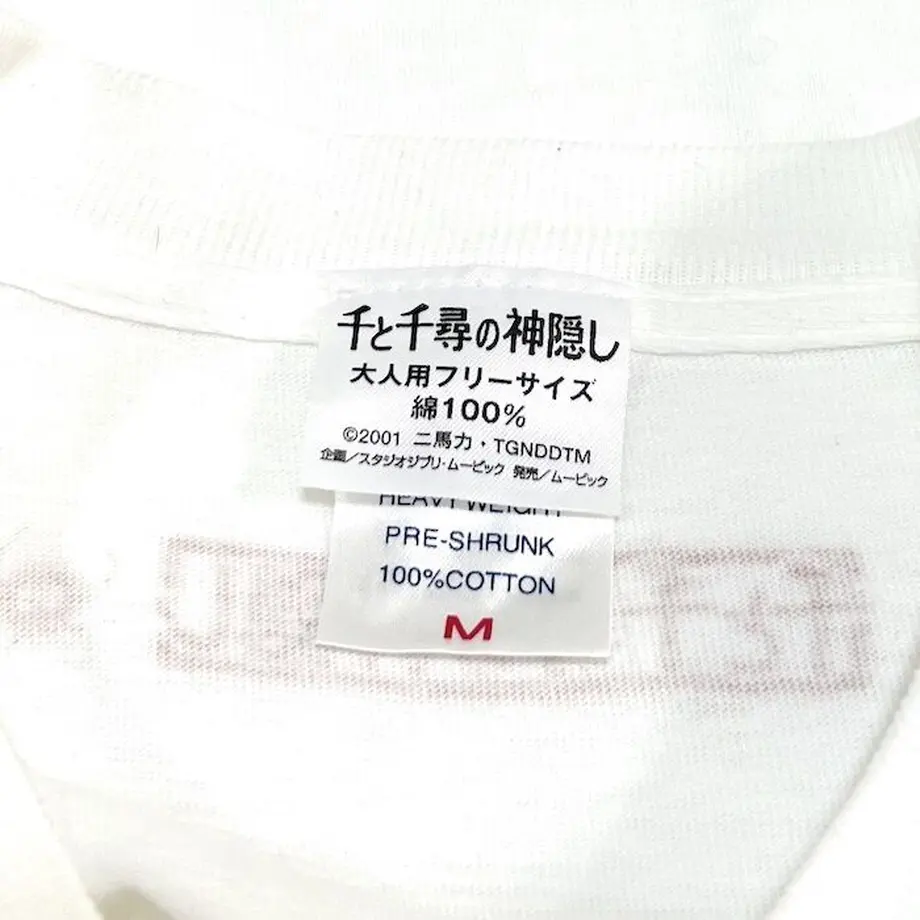 千と千尋の神隠し
大人用フリーサイズ
綿100%
©2001 二馬力・TGNDDTM
企画/スタジオジブリ・ムービック 発売/ムービック
HEAVYWEIGHT
PRE-SHRUNK
100%COTTON
M